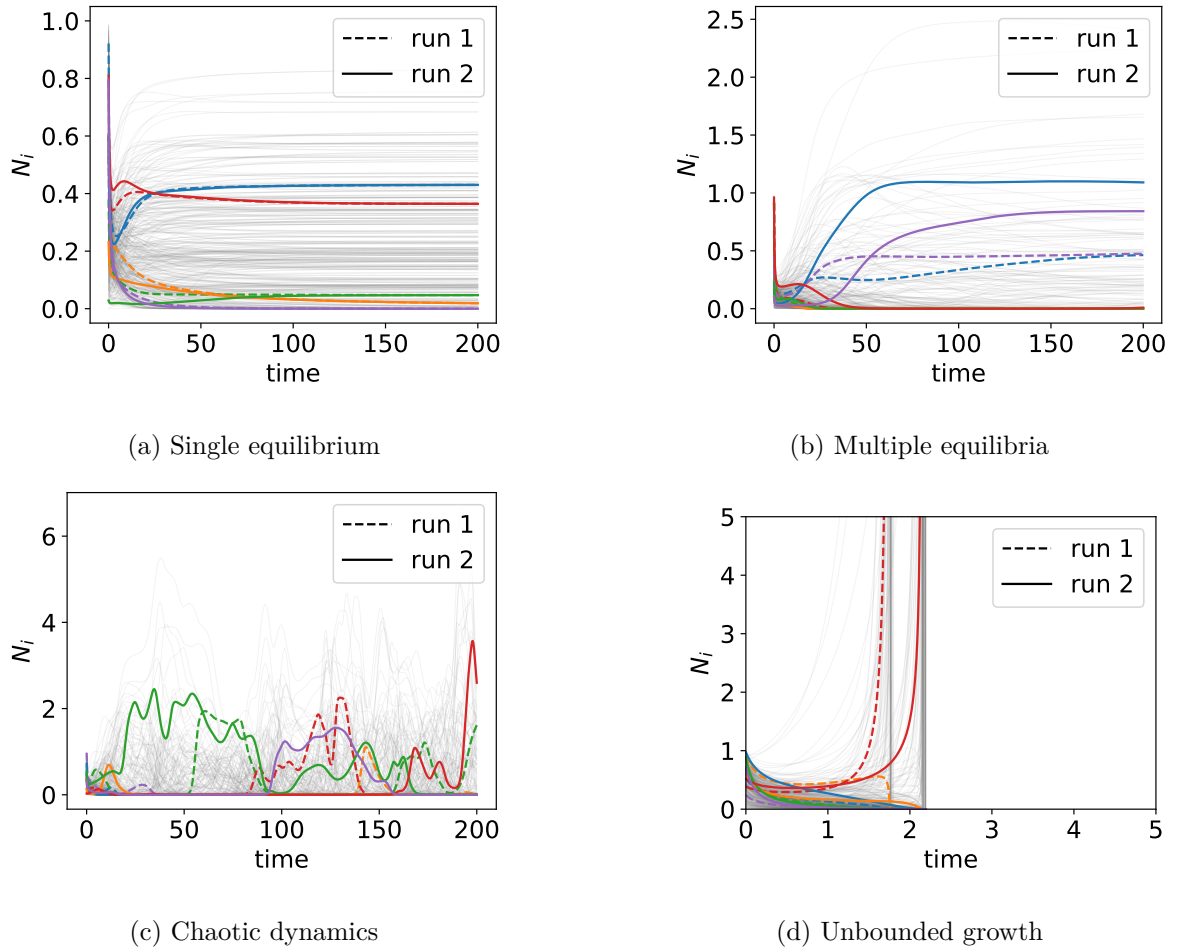 1.0
0.8
0.6
0.4
0.2
0.0
N_i
0 50 100 150 200
time
run 1
run 2
(a) Single equilibrium
2.5
2.0
1.5
1.0
0.5
0.0
N_i
0 50 100 150 200
time
run 1
run 2
(b) Multiple equilibria
6
4
2
0
N_i
0 50 100 150 200
time
run 1
run 2
(c) Chaotic dynamics
5
4
3
2
1
0
N_i
0 1 2 3 4 5
time
run 1
run 2
(d) Unbounded growth